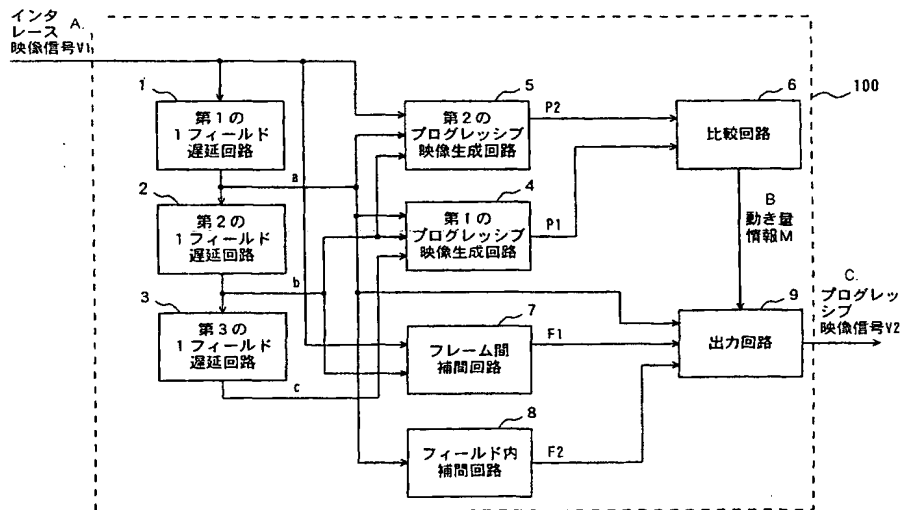 インタ
レース A.
映像信号V1
1
第1の
1フィールド
遅延回路
a
2
第2の
1フィールド
遅延回路
b
3
第3の
1フィールド
遅延回路
c
5
第2の
プログレッシブ
映像生成回路
P2
4
第1の
プログレッシブ
映像生成回路
P1
7
フレーム間
補間回路
F1
8
フィールド内
補間回路
F2
6
比較回路
100
B
動き量
情報M
9
出力回路
C.
プログレッ
シブ
映像信号V2